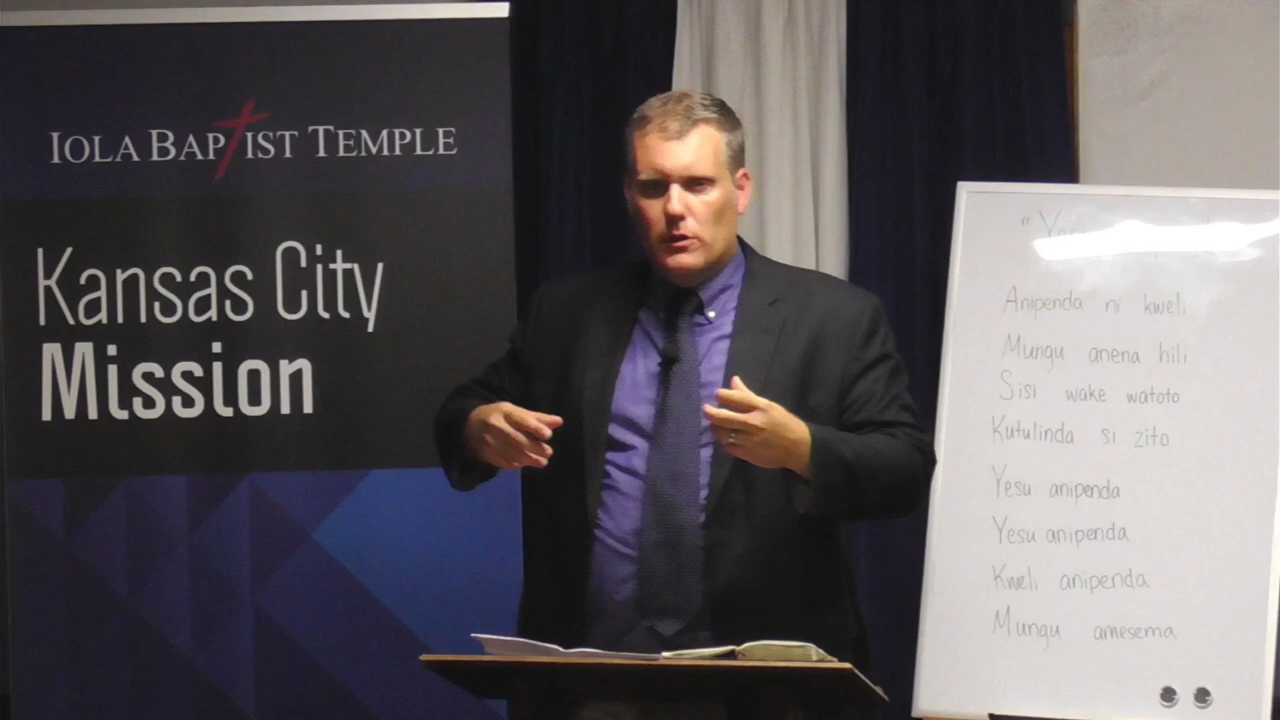 IOLA BAPTIST TEMPLE
Kansas City
Mission
Anipenda ni kweli
Mungu anena hili
Sisi wake watoto
Kutulinda si zito
Yesu anipenda
Yesu anipenda
Kweli anipenda
Mungu amesema